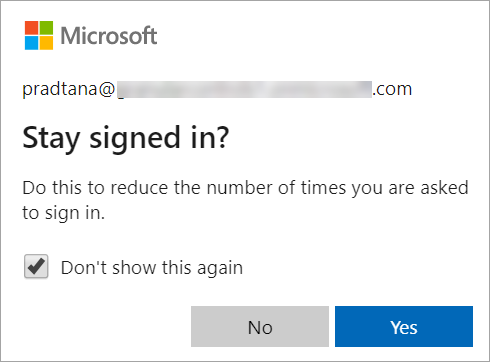 Microsoft
pradtana@ .com
Stay signed in?
Do this to reduce the number of times you are asked
to sign in.
Don't show this again
No
Yes